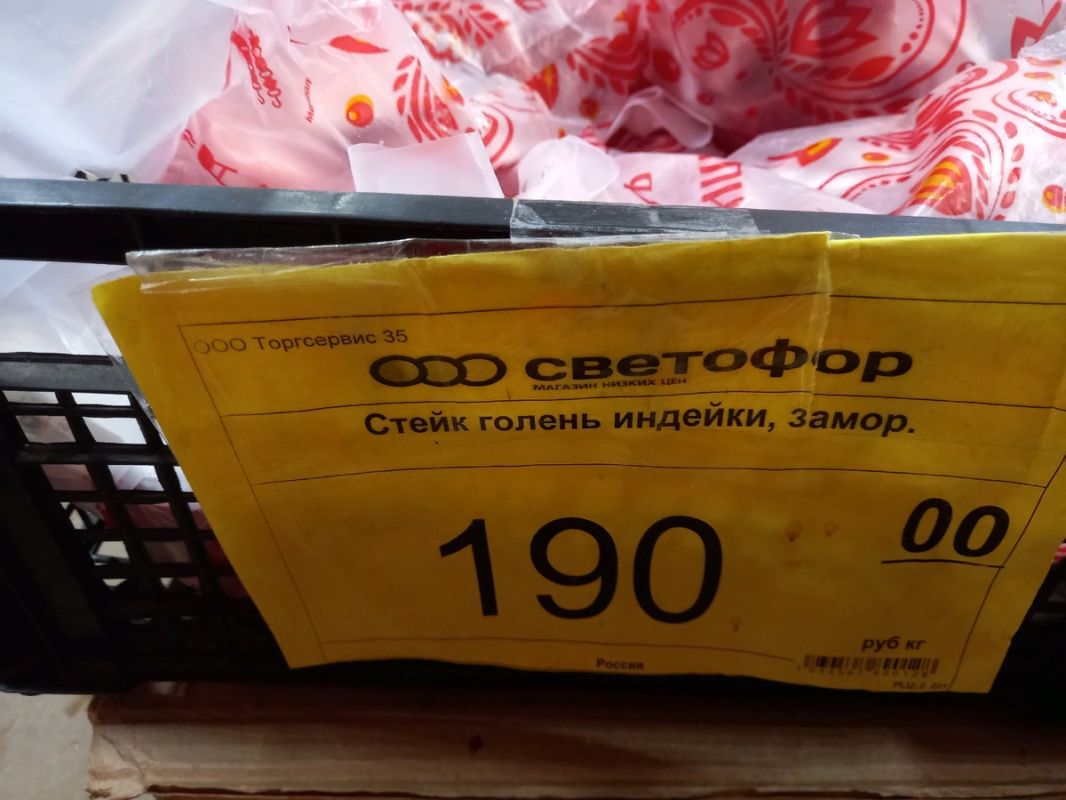 ООО Торгсервис 35
светофор
МАГАЗИН НИЗКИХ ЦЕН
Стейк голень индейки, замор.
190 00
руб кг
Россия